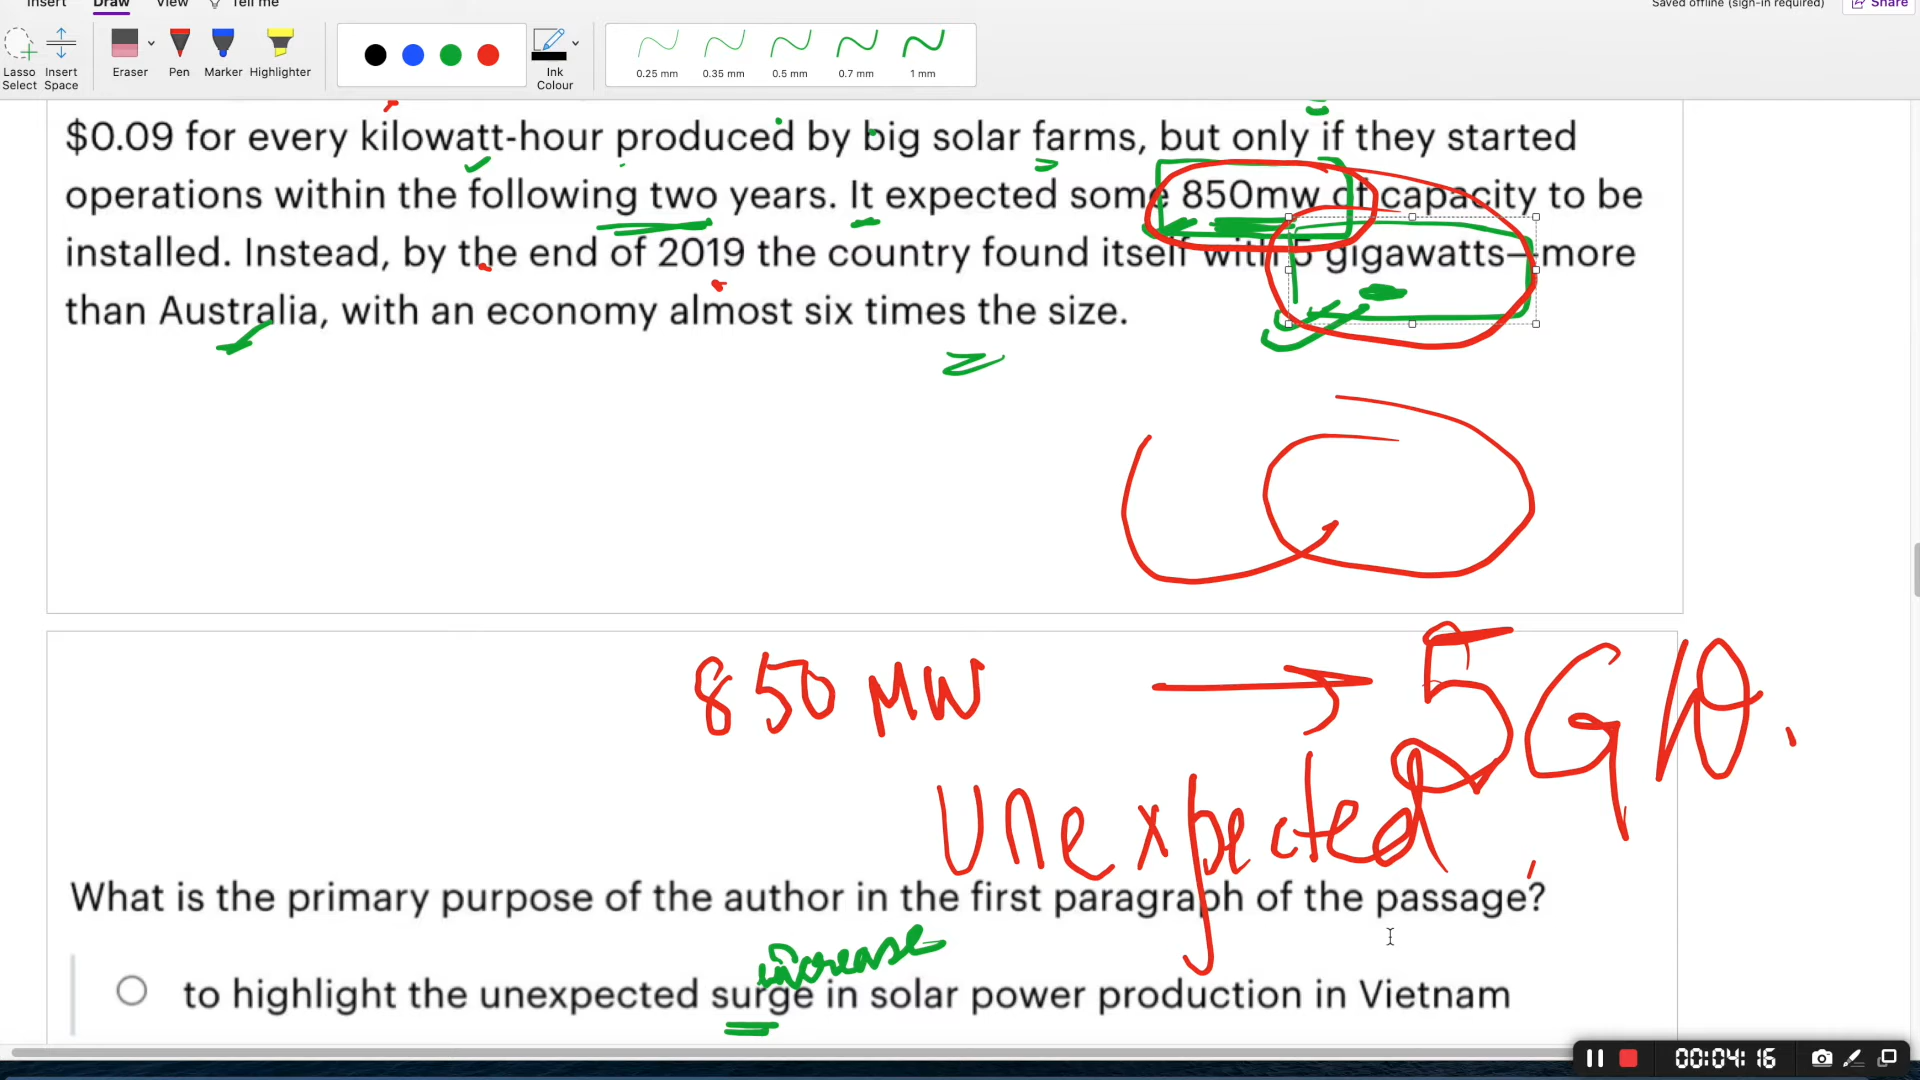 Insert Draw View Tell me Saved offline (sign-in required) Share
Lasso Select Insert Space Eraser Pen Marker Highlighter Ink Colour 0.25 mm 0.35 mm 0.5 mm 0.7 mm 1 mm
$0.09 for every kilowatt-hour produced by big solar farms, but only if they started
operations within the following two years. It expected some 850mw of capacity to be
installed. Instead, by the end of 2019 the country found itself with 5 gigawatts—more
than Australia, with an economy almost six times the size.
850 MW 5 GW.
Unexpected
What is the primary purpose of the author in the first paragraph of the passage?
increase
to highlight the unexpected surge in solar power production in Vietnam
00:04:16